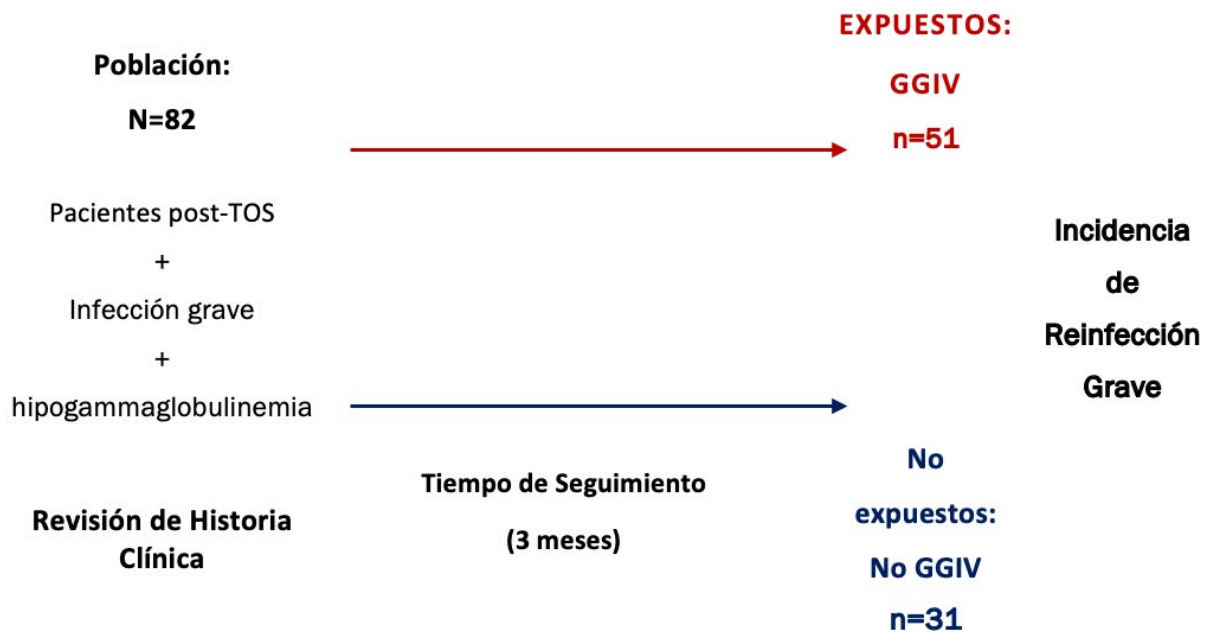 Población:
N=82
Pacientes post-TOS
+
Infección grave
+
hipogammaglobulinemia
Revisión de Historia
Clínica
Tiempo de Seguimiento
(3 meses)
EXPUESTOS:
GGIV
n=51
No
expuestos:
No GGIV
n=31
Incidencia
de
Reinfección
Grave